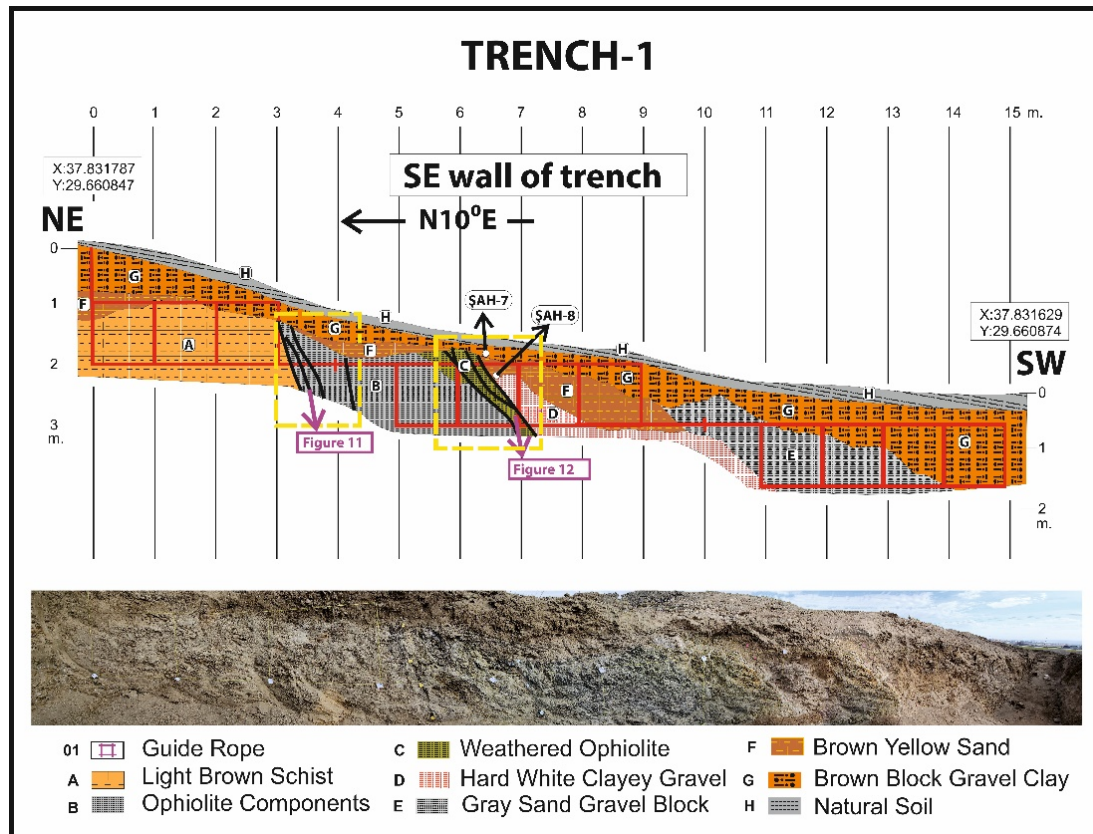 TRENCH-1
0 1 2 3 4 5 6 7 8 9 10 11 12 13 14 15 m.
X:37.831787
Y:29.660847
SE wall of trench
NE
N10⁰E
0
H
G
ŞAH-7
1
F
G
H
ŞAH-8
X:37.831629
Y:29.660874
A
F
C
H
SW
2
B
F
G
0
D
G
H
3
m.
Figure 11
G
1
Figure 12
E
2
m.
01 Guide Rope
A Light Brown Schist
B Ophiolite Components
C Weathered Ophiolite
D Hard White Clayey Gravel
E Gray Sand Gravel Block
F Brown Yellow Sand
G Brown Block Gravel Clay
H Natural Soil